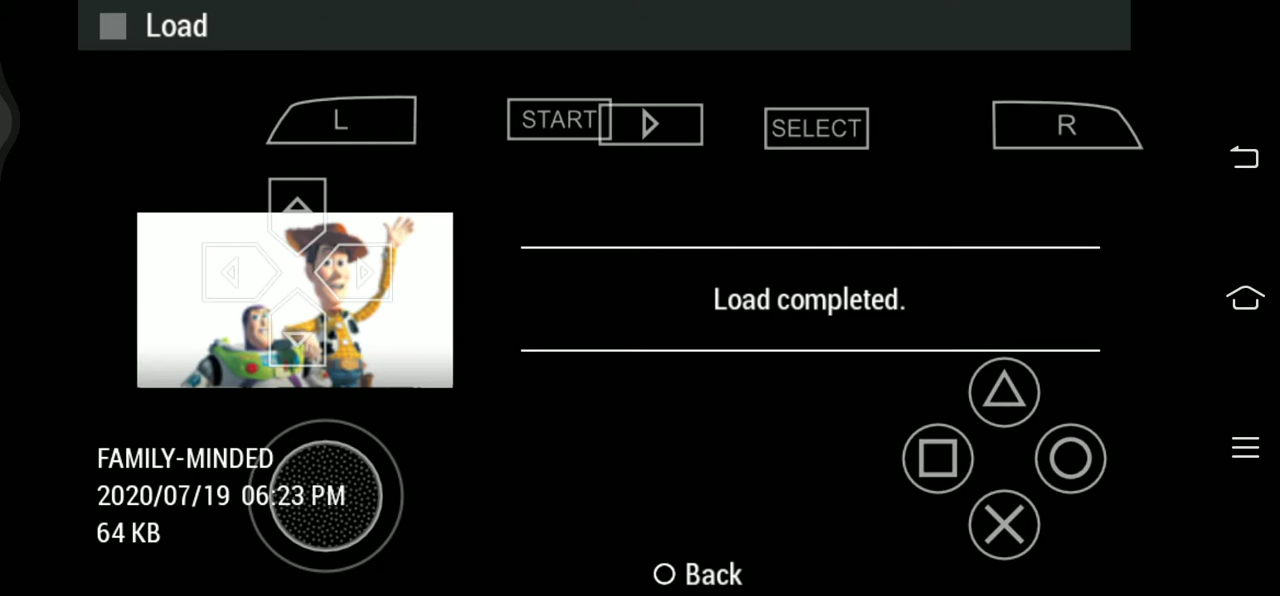 Load
L
START
SELECT
R
Load completed.
FAMILY-MINDED
2020/07/19 06:23 PM
64 KB
Back